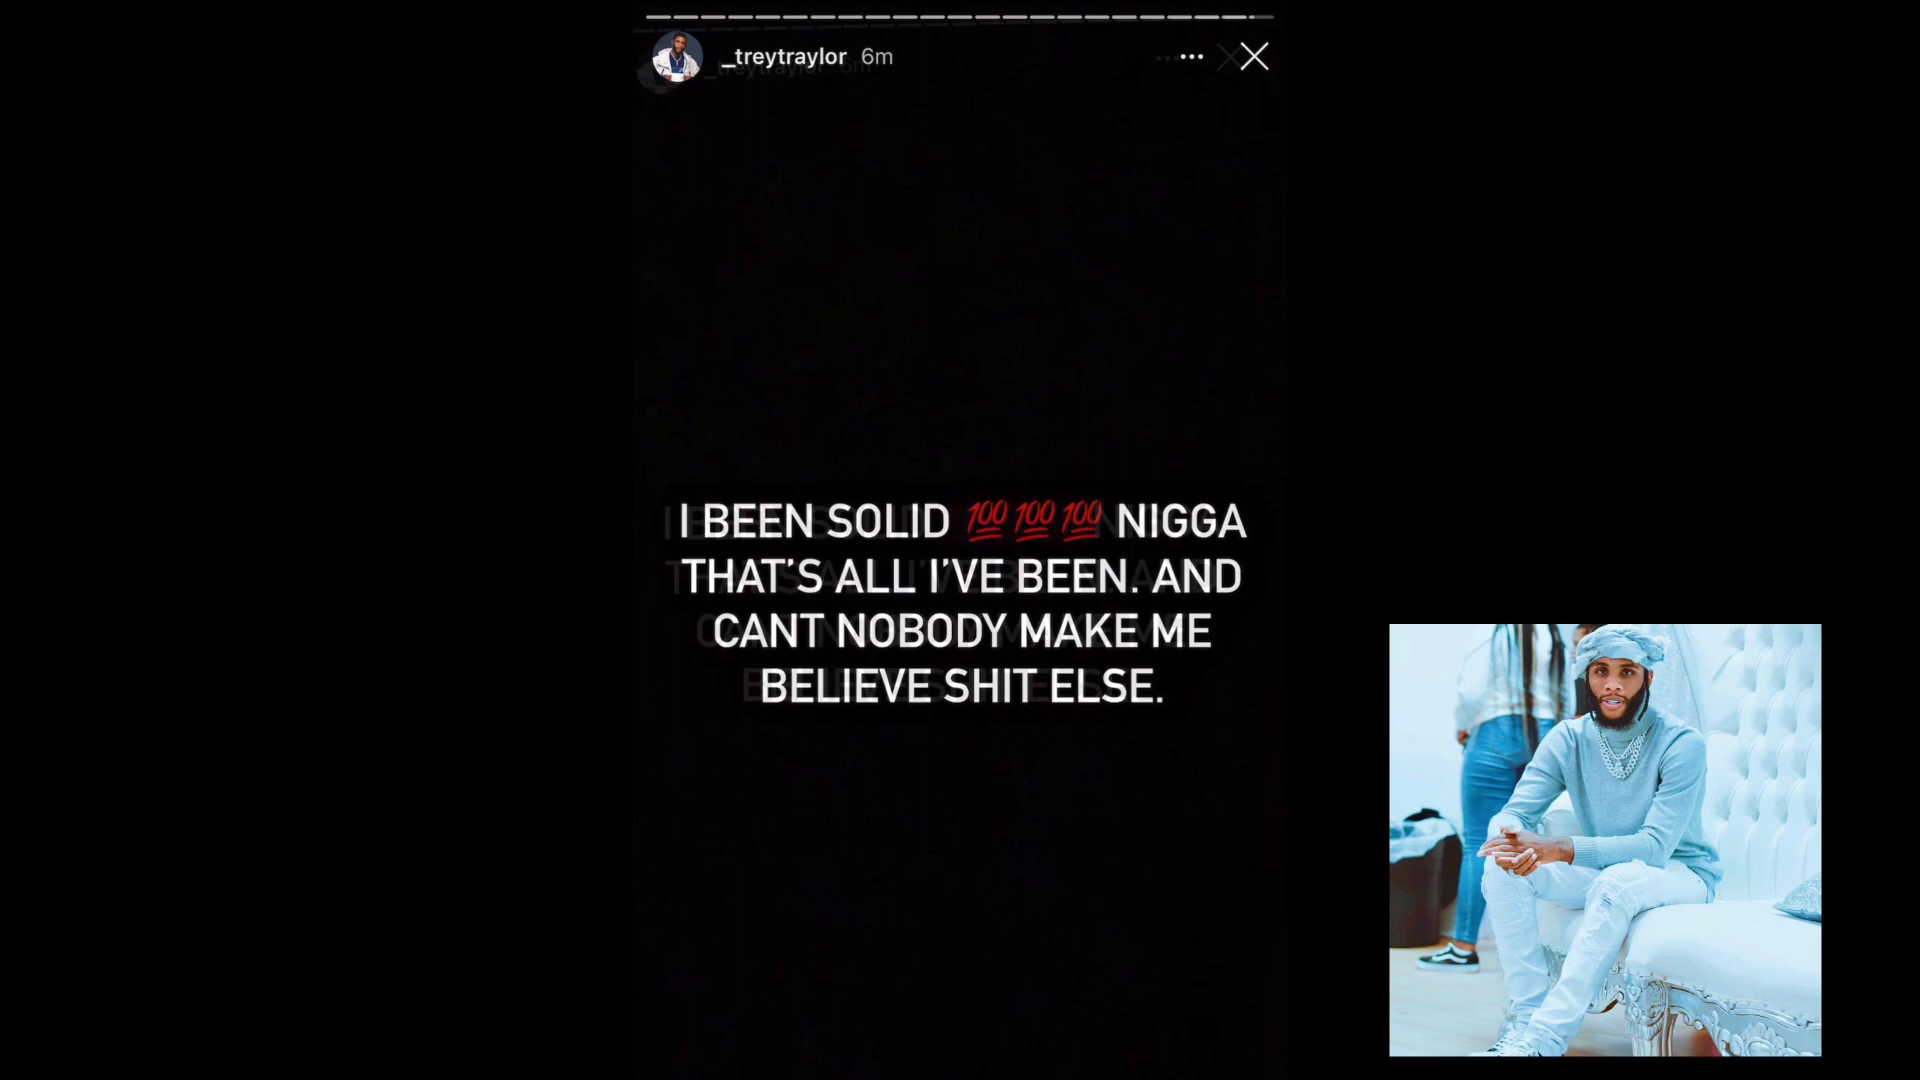 _treytraylor 6m
I BEEN SOLID 💯💯💯 NIGGA
THAT'S ALL I'VE BEEN. AND
CANT NOBODY MAKE ME
BELIEVE SHIT ELSE.